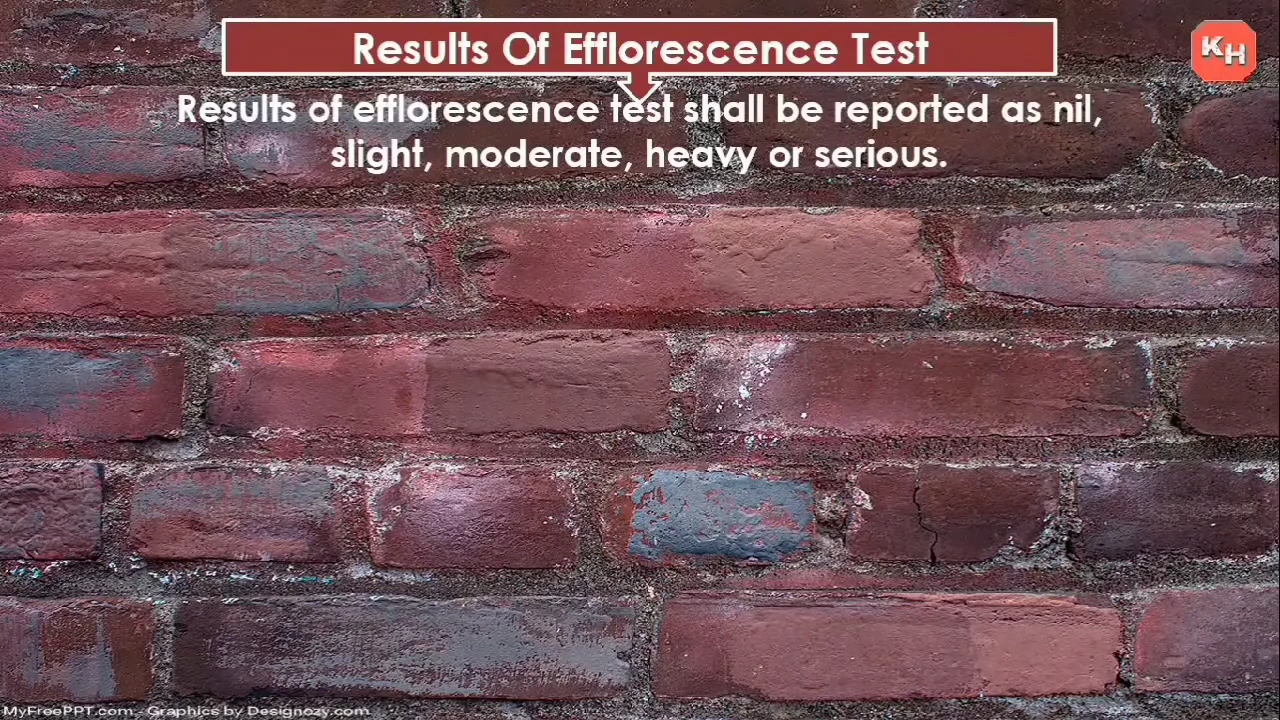 Results Of Efflorescence Test
KH
Results of efflorescence test shall be reported as nil,
slight, moderate, heavy or serious.
MyFreePPT.com - Graphics by Designozy.com